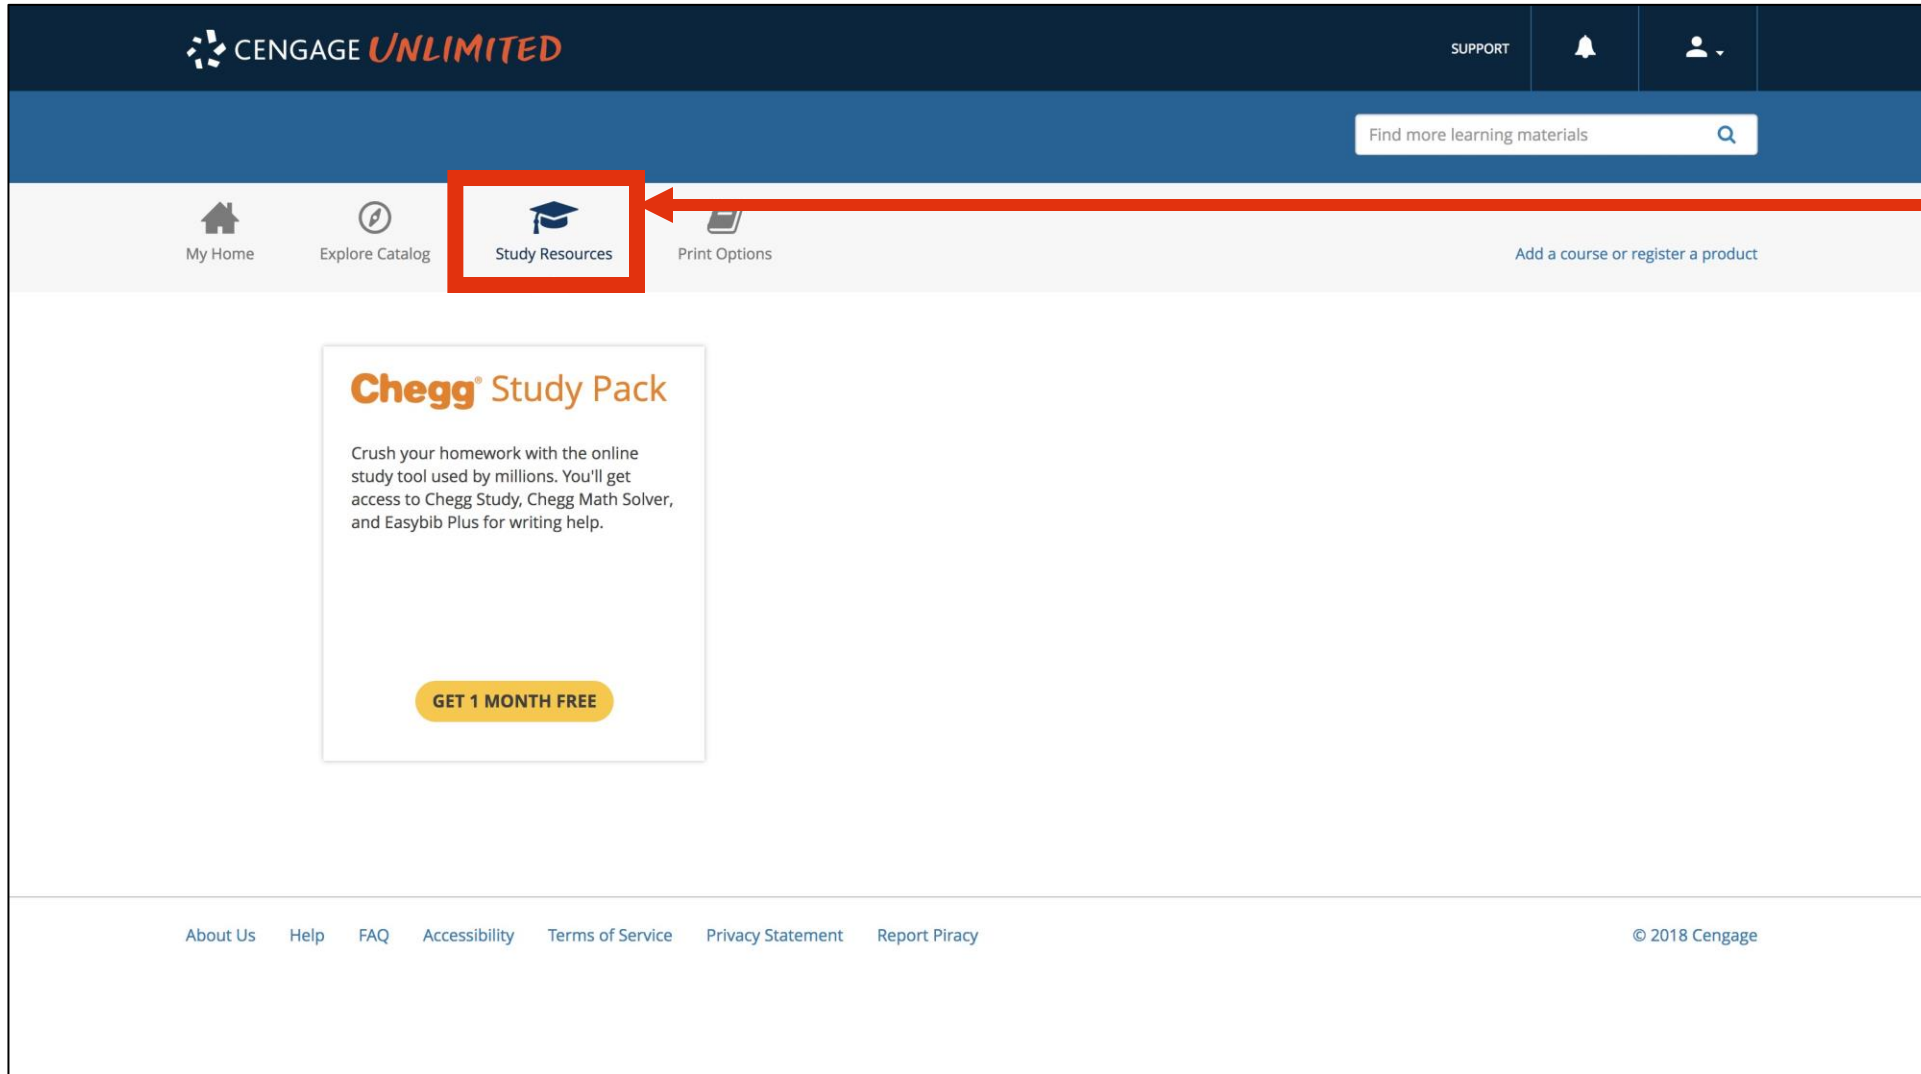 CENGAGE UNLIMITED
SUPPORT
Find more learning materials
My Home
Explore Catalog
Study Resources
Print Options
Add a course or register a product
Chegg® Study Pack
Crush your homework with the online
study tool used by millions. You'll get
access to Chegg Study, Chegg Math Solver,
and Easybib Plus for writing help.
GET 1 MONTH FREE
About Us
Help
FAQ
Accessibility
Terms of Service
Privacy Statement
Report Piracy
© 2018 Cengage